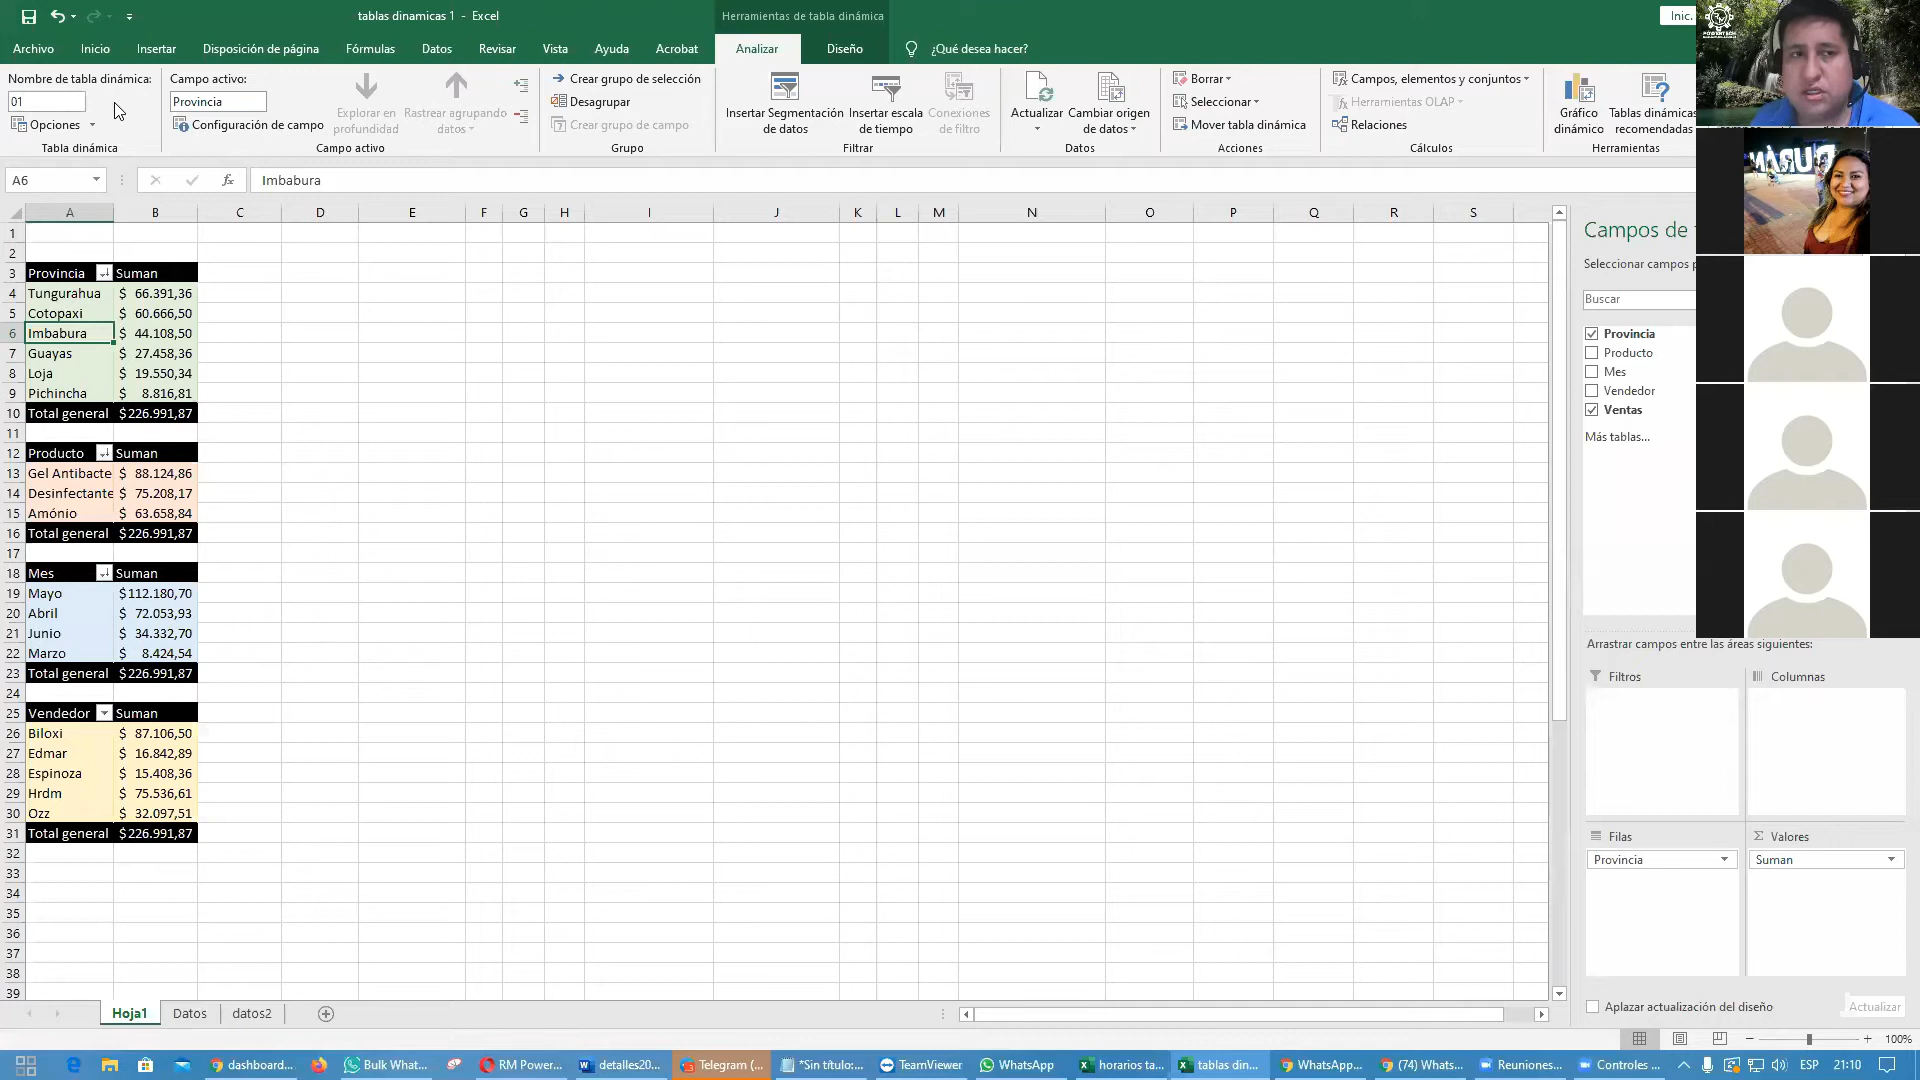 tablas dinamicas 1 - Excel
Herramientas de tabla dinámica
Inic.
Archivo Inicio Insertar Disposición de página Fórmulas Datos Revisar Vista Ayuda Acrobat Analizar Diseño ¿Qué desea hacer?
Nombre de tabla dinámica:
01
Opciones
Tabla dinámica
Campo activo:
Provincia
Configuración de campo
Explorar en profundidad
Rastrear agrupando datos
Campo activo
Crear grupo de selección
Desagrupar
Crear grupo de campo
Grupo
Insertar Segmentación de datos
Insertar escala de tiempo
Conexiones de filtro
Filtrar
Actualizar
Cambiar origen de datos
Datos
Borrar
Seleccionar
Mover tabla dinámica
Acciones
Campos, elementos y conjuntos
Herramientas OLAP
Relaciones
Cálculos
Gráfico dinámico
Tablas dinámicas recomendadas
Herramientas
A6
fx
Imbabura
A B C D E F G H I J K L M N O P Q R S
1
2
3 Provincia Suman
4 Tungurahua $ 66.391,36
5 Cotopaxi $ 60.666,50
6 Imbabura $ 44.108,50
7 Guayas $ 27.458,36
8 Loja $ 19.550,34
9 Pichincha $ 8.816,81
10 Total general $226.991,87
11
12 Producto Suman
13 Gel Antibacte $ 88.124,86
14 Desinfectante $ 75.208,17
15 Amónio $ 63.658,84
16 Total general $226.991,87
17
18 Mes Suman
19 Mayo $112.180,70
20 Abril $ 72.053,93
21 Junio $ 34.332,70
22 Marzo $ 8.424,54
23 Total general $226.991,87
24
25 Vendedor Suman
26 Biloxi $ 87.106,50
27 Edmar $ 16.842,89
28 Espinoza $ 15.408,36
29 Hrdm $ 75.536,61
30 Ozz $ 32.097,51
31 Total general $226.991,87
32
33
34
35
36
37
38
39
Campos de
Seleccionar campos
Buscar
Provincia
Producto
Mes
Vendedor
Ventas
Más tablas...
Arrastrar campos entre las áreas siguientes:
Filtros
Columnas
Filas
Provincia
Valores
Suman
Aplazar actualización del diseño
Actualizar
Hoja1 Datos datos2
100%
dashboard... Bulk What... RM Power... detalles20... Telegram (... *Sin título:... TeamViewer WhatsApp horarios ta... tablas din... WhatsApp... (74) Whats... Reuniones... Controles ... ESP 21:10